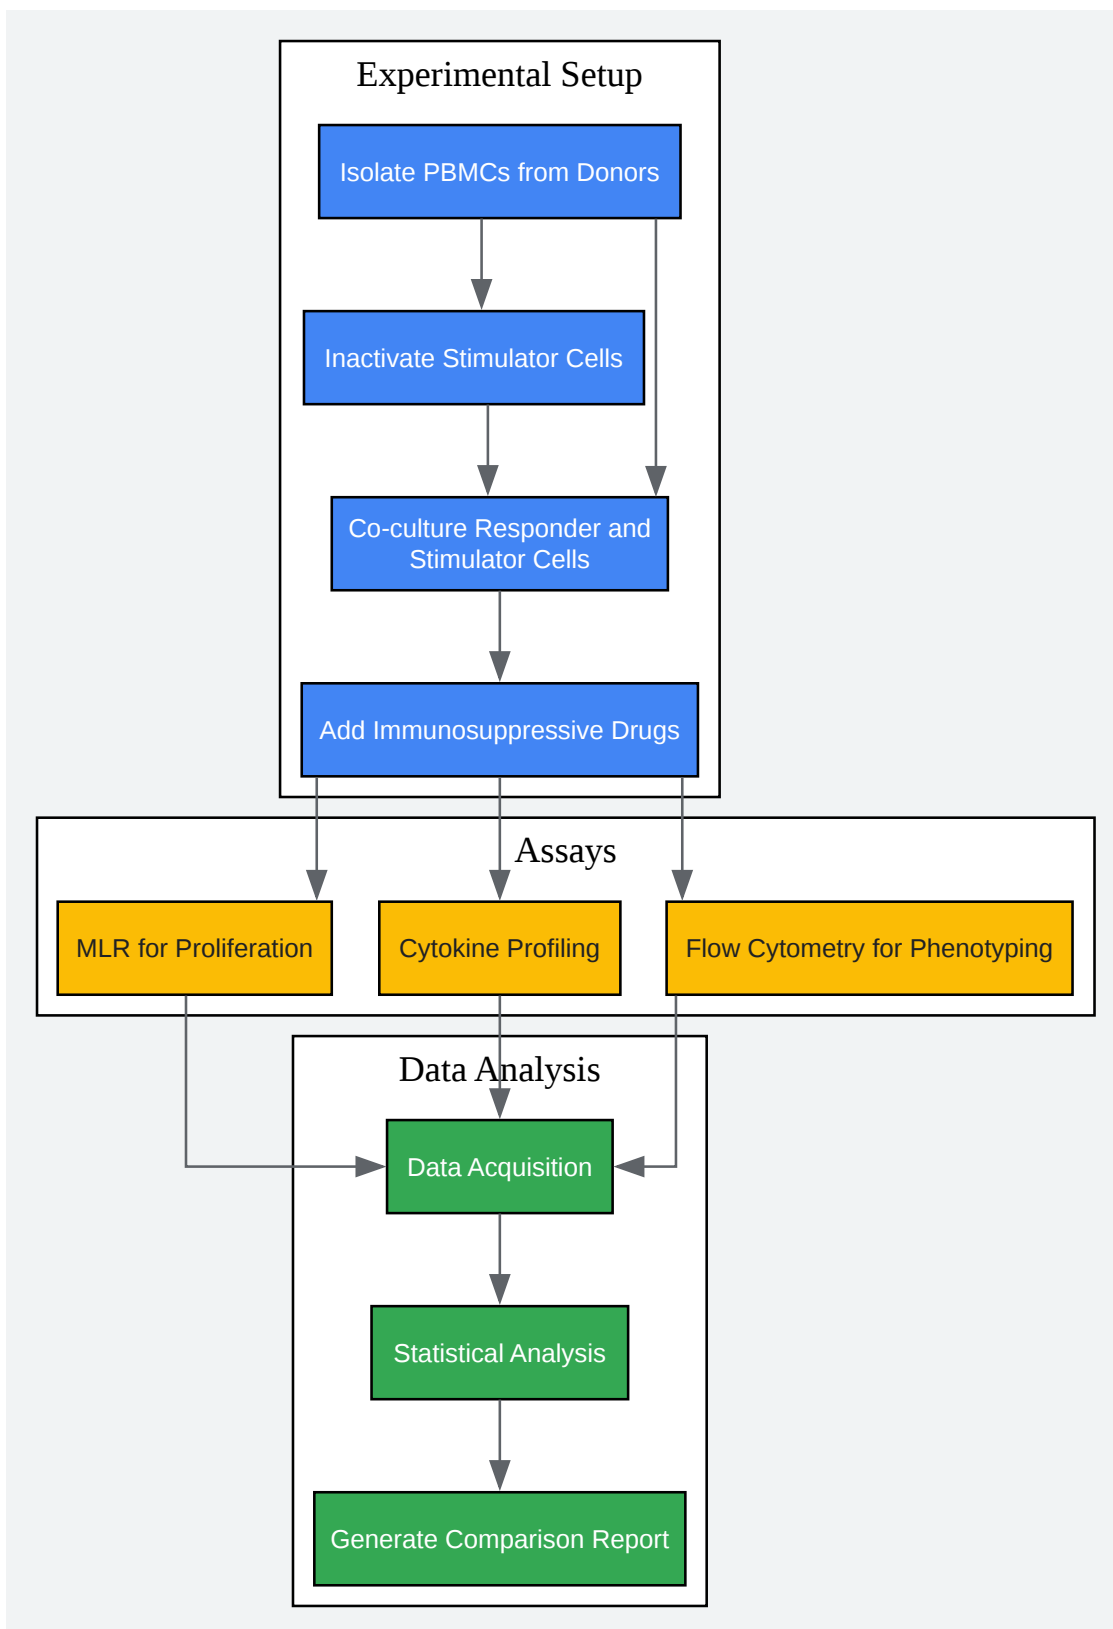 Experimental Setup
Isolate PBMCs from Donors
Inactivate Stimulator Cells
Co-culture Responder and
Stimulator Cells
Add Immunosuppressive Drugs
Assays
MLR for Proliferation
Cytokine Profiling
Flow Cytometry for Phenotyping
Data Analysis
Data Acquisition
Statistical Analysis
Generate Comparison Report